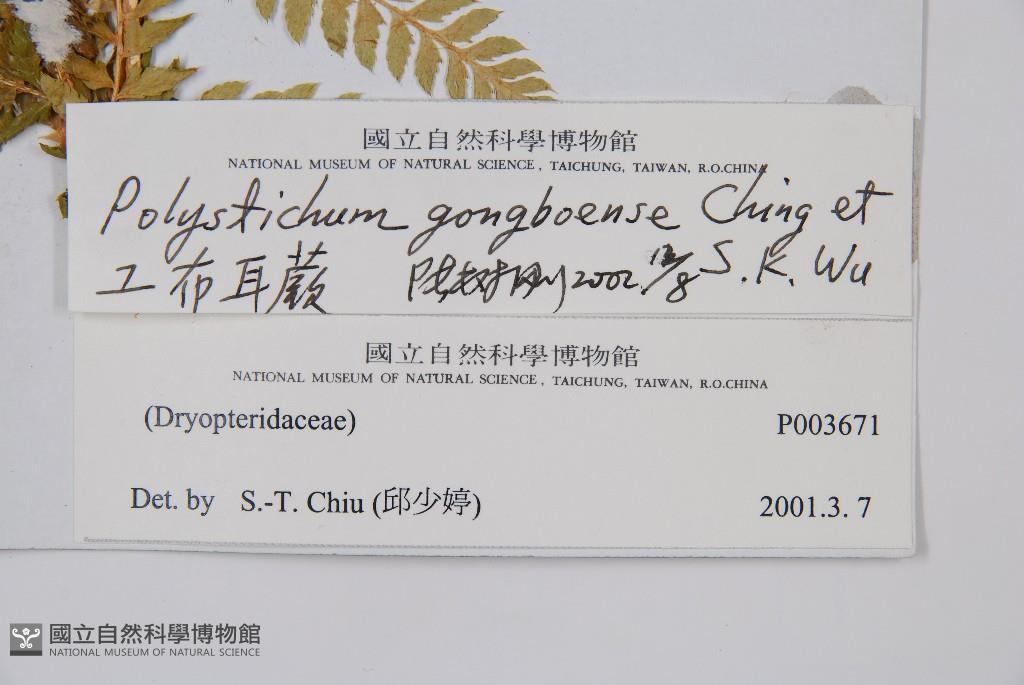 國立自然科學博物館
NATIONAL MUSEUM OF NATURAL SCIENCE, TAICHUNG, TAIWAN, R.O.CHINA
Polystichum gongboense Ching et
S. K. Wu
工布耳蕨 2002. 12/8
國立自然科學博物館
NATIONAL MUSEUM OF NATURAL SCIENCE, TAICHUNG, TAIWAN, R.O.CHINA
(Dryopteridaceae) P003671
Det. by S.-T. Chiu (邱少婷) 2001.3. 7
國立自然科學博物館
NATIONAL MUSEUM OF NATURAL SCIENCE